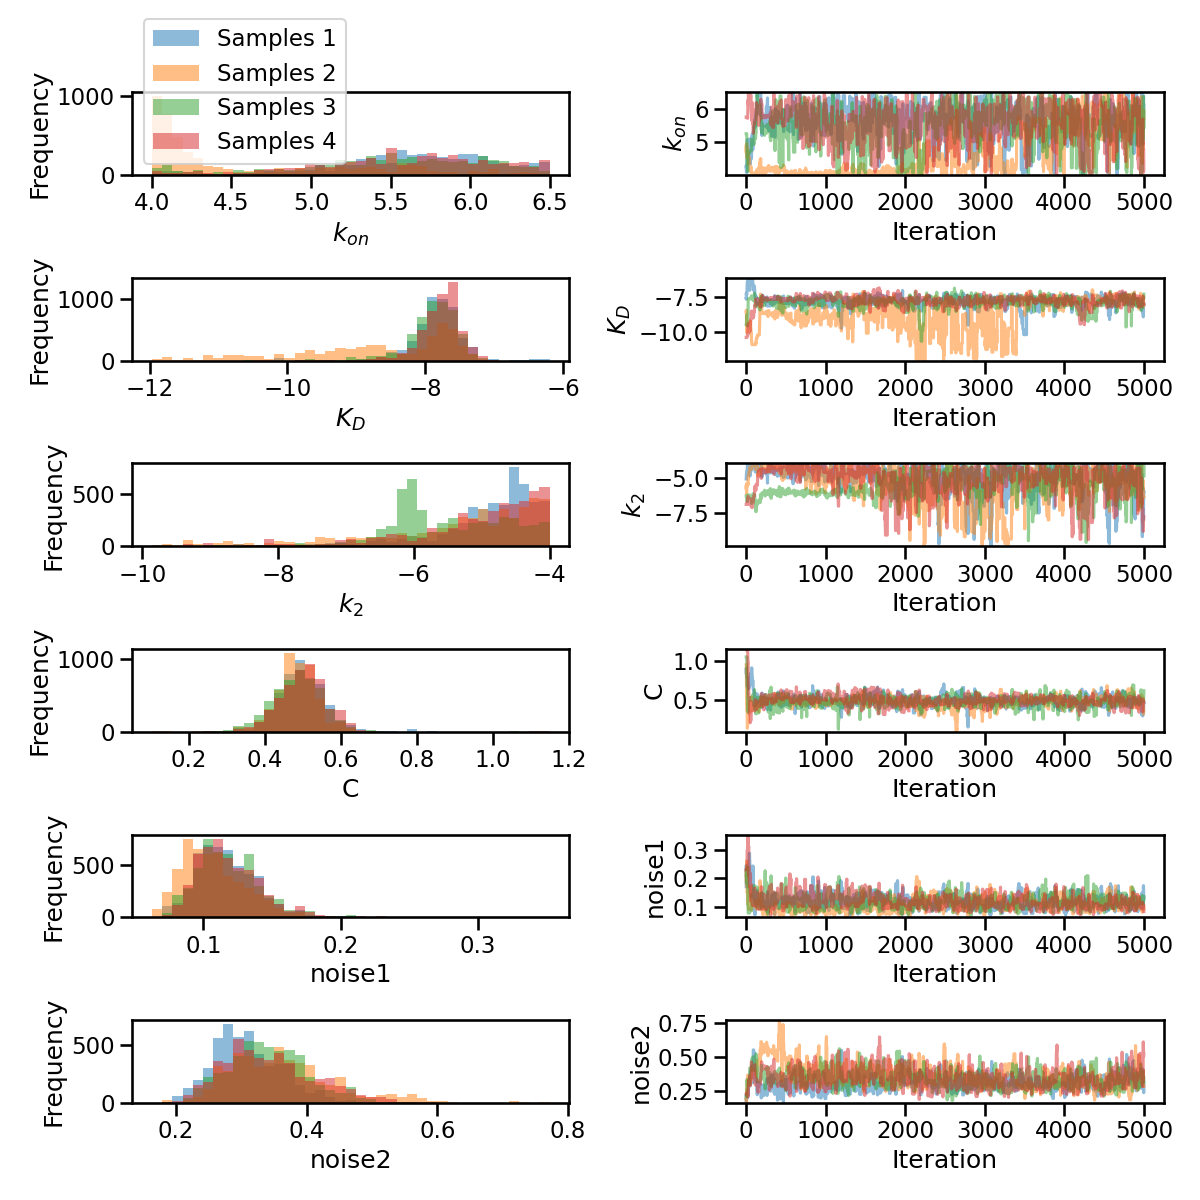 Samples 1
Samples 2
Samples 3
Samples 4
Frequency
1000
0
4.0 4.5 5.0 5.5 6.0 6.5
k_on
k_on
6
5
0 1000 2000 3000 4000 5000
Iteration
Frequency
1000
0
−12 −10 −8 −6
K_D
K_D
−7.5
−10.0
0 1000 2000 3000 4000 5000
Iteration
Frequency
500
0
−10 −8 −6 −4
k_2
k_2
−5.0
−7.5
0 1000 2000 3000 4000 5000
Iteration
Frequency
1000
0
0.2 0.4 0.6 0.8 1.0 1.2
C
C
1.0
0.5
0 1000 2000 3000 4000 5000
Iteration
Frequency
500
0
0.1 0.2 0.3
noise1
noise1
0.3
0.2
0.1
0 1000 2000 3000 4000 5000
Iteration
Frequency
500
0
0.2 0.4 0.6 0.8
noise2
noise2
0.75
0.50
0.25
0 1000 2000 3000 4000 5000
Iteration